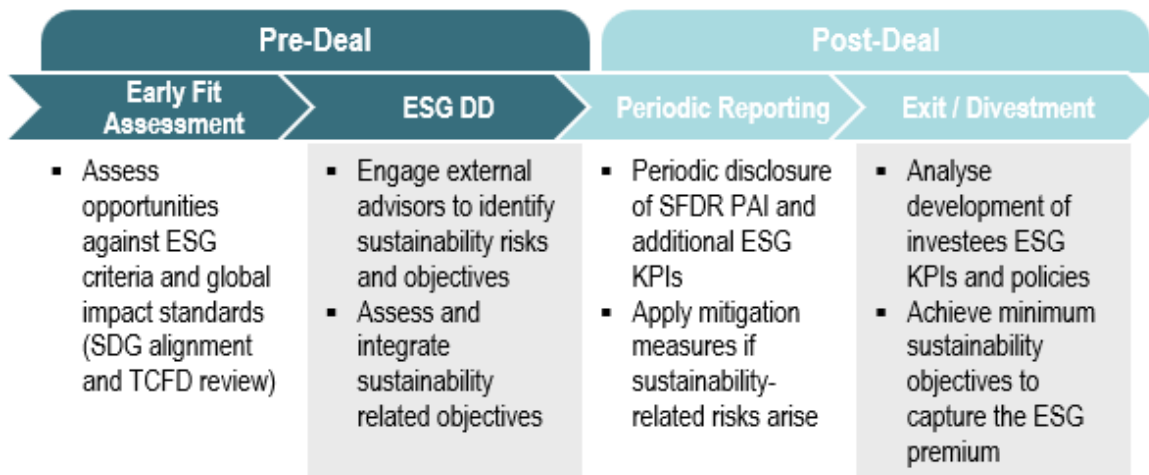 Pre-Deal
Post-Deal
Early Fit
Assessment
ESG DD
Periodic Reporting
Exit / Divestment
▪ Assess
opportunities
against ESG
criteria and global
impact standards
(SDG alignment
and TCFD review)
▪ Engage external
advisors to identify
sustainability risks
and objectives
▪ Assess and
integrate
sustainability
related objectives
▪ Periodic disclosure
of SFDR PAI and
additional ESG
KPIs
▪ Apply mitigation
measures if
sustainability-
related risks arise
▪ Analyse
development of
investees ESG
KPIs and policies
▪ Achieve minimum
sustainability
objectives to
capture the ESG
premium